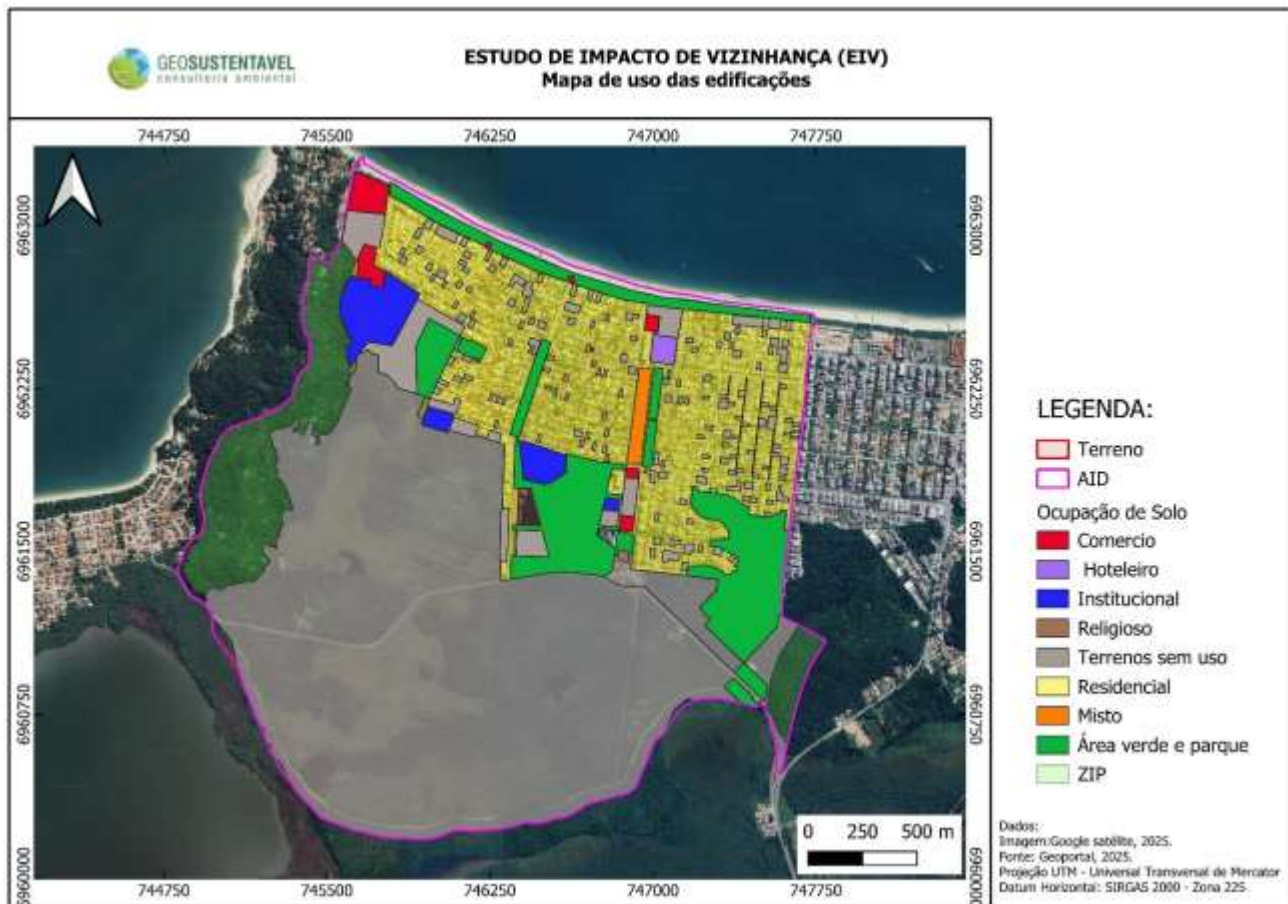 GEOSUSTENTAVEL
consultoria ambiental
ESTUDO DE IMPACTO DE VIZINHANÇA (EIV)
Mapa de uso das edificações
744750 745500 746250 747000 747750
6963000 6962250 6961500 6960750 6960000
6963000 6962250 6961500 6960750 6960000
744750 745500 746250 747000 747750
0 250 500 m
LEGENDA:
Terreno
AID
Ocupação de Solo
Comercio
Hoteleiro
Institucional
Religioso
Terrenos sem uso
Residencial
Misto
Área verde e parque
ZIP
Dados:
Imagem:Google satélite, 2025.
Fonte: Geoportal, 2025.
Projeção UTM - Universal Transversal de Mercator
Datum Horizontal: SIRGAS 2000 - Zona 22S